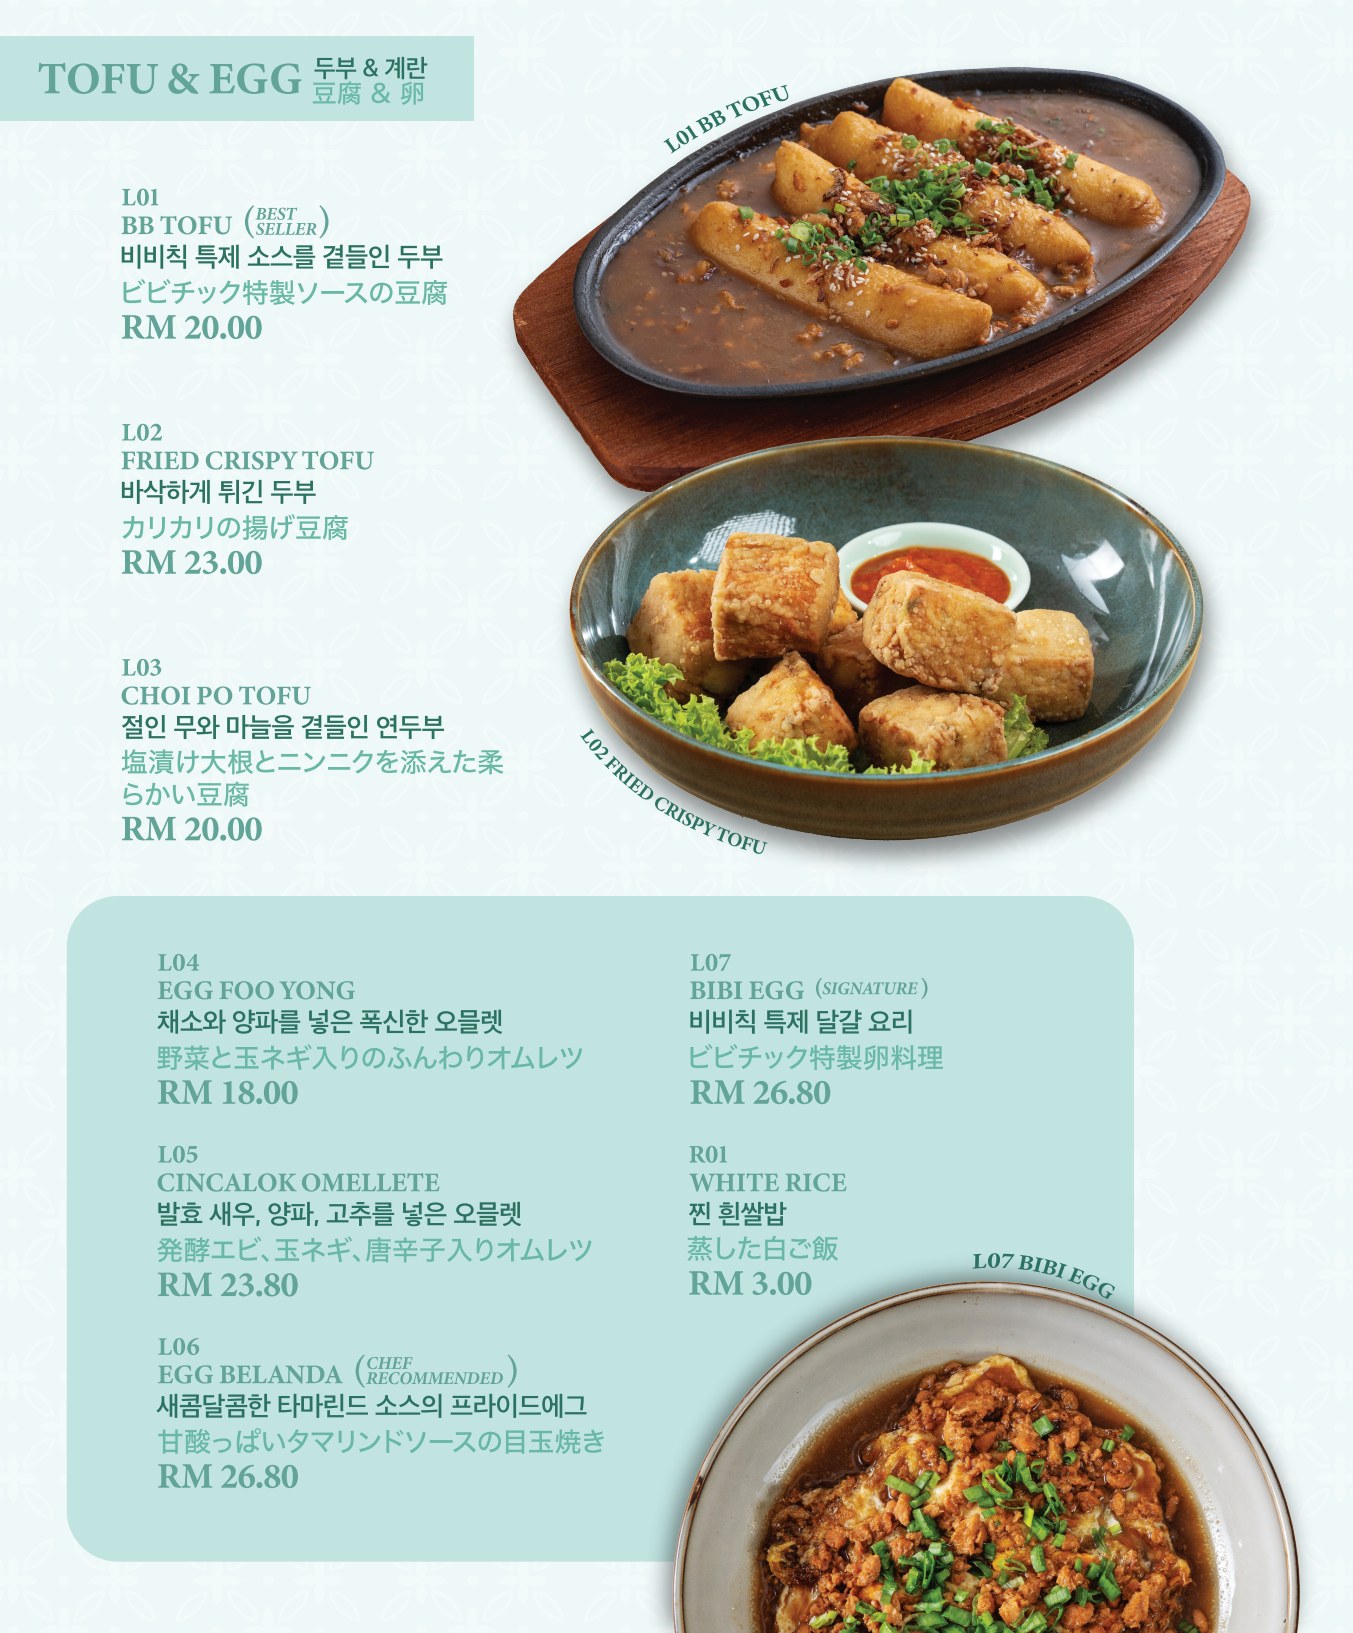 TOFU & EGG
두부 & 계란
豆腐 & 卵
L01 BB TOFU
L01
BB TOFU (BEST SELLER)
비비칙 특제 소스를 곁들인 두부
ビビチック特製ソースの豆腐
RM 20.00
L02
FRIED CRISPY TOFU
바삭하게 튀긴 두부
カリカリの揚げ豆腐
RM 23.00
L03
CHOI PO TOFU
절인 무와 마늘을 곁들인 연두부
塩漬け大根とニンニクを添えた柔
らかい豆腐
RM 20.00
L02 FRIED CRISPY TOFU
L04
EGG FOO YONG
채소와 양파를 넣은 폭신한 오믈렛
野菜と玉ネギ入りのふんわりオムレツ
RM 18.00
L05
CINCALOK OMELLETE
발효 새우, 양파, 고추를 넣은 오믈렛
発酵エビ、玉ネギ、唐辛子入りオムレツ
RM 23.80
L06
EGG BELANDA (CHEF RECOMMENDED)
새콤달콤한 타마린드 소스의 프라이드에그
甘酸っぱいタマリンドソースの目玉焼き
RM 26.80
L07
BIBI EGG (SIGNATURE)
비비칙 특제 달걀 요리
ビビチック特製卵料理
RM 26.80
R01
WHITE RICE
찐 흰쌀밥
蒸した白ご飯
RM 3.00
L07 BIBI EGG